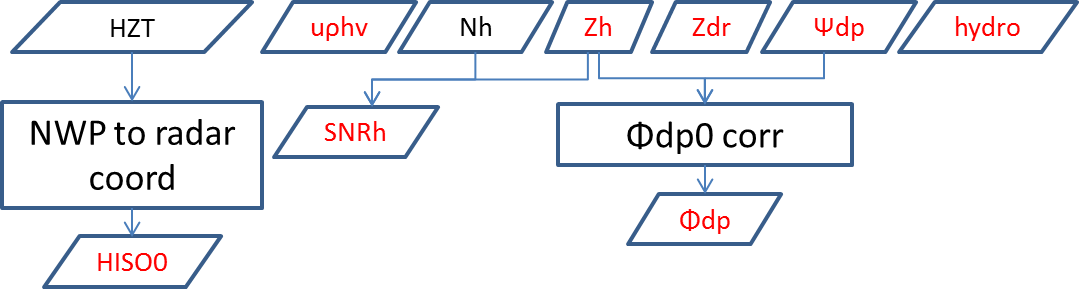 HZT
uρhv
Nh
Zh
Zdr
Ψdp
hydro
NWP to radar
coord
SNRh
Φdp0 corr
Φdp
HISO0